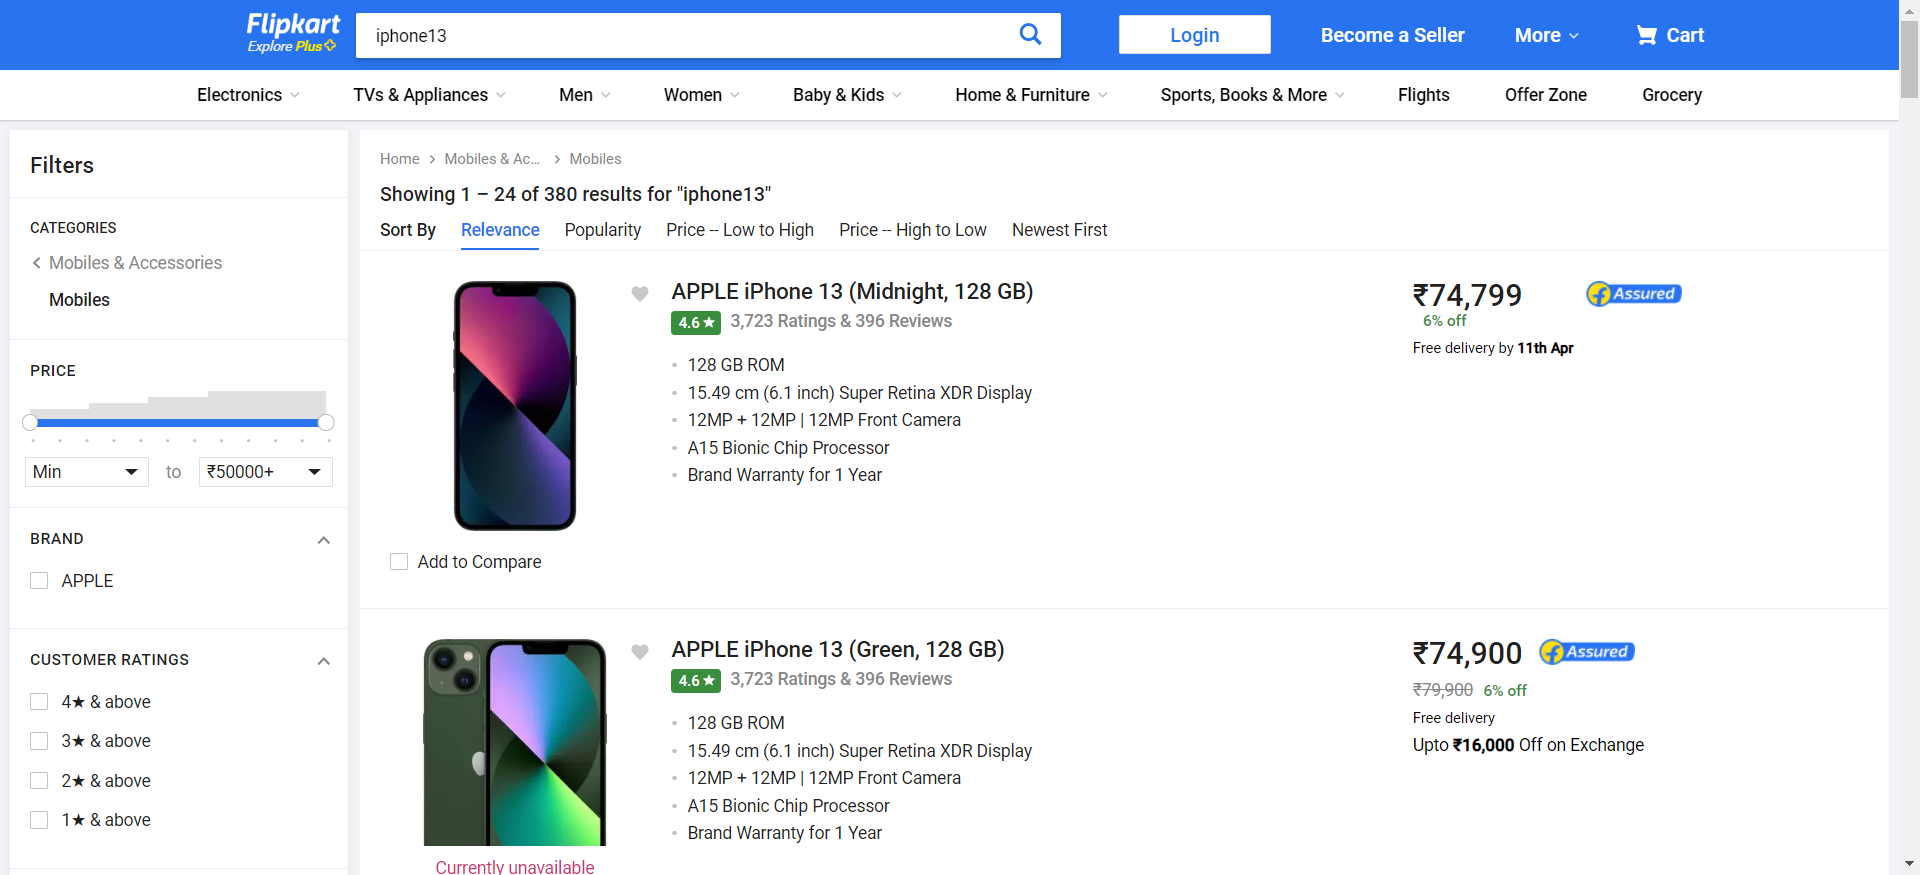 Flipkart
Explore Plus
iphone13
Login
Become a Seller
More
Cart
Electronics
TVs & Appliances
Men
Women
Baby & Kids
Home & Furniture
Sports, Books & More
Flights
Offer Zone
Grocery
Filters
CATEGORIES
Mobiles & Accessories
Mobiles
PRICE
Min to ₹50000+
BRAND
APPLE
CUSTOMER RATINGS
4★ & above
3★ & above
2★ & above
1★ & above
Home > Mobiles & Ac... > Mobiles
Showing 1 – 24 of 380 results for "iphone13"
Sort By Relevance Popularity Price -- Low to High Price -- High to Low Newest First
APPLE iPhone 13 (Midnight, 128 GB)
4.6★ 3,723 Ratings & 396 Reviews
128 GB ROM
15.49 cm (6.1 inch) Super Retina XDR Display
12MP + 12MP | 12MP Front Camera
A15 Bionic Chip Processor
Brand Warranty for 1 Year
₹74,799
Assured
6% off
Free delivery by 11th Apr
Add to Compare
APPLE iPhone 13 (Green, 128 GB)
4.6★ 3,723 Ratings & 396 Reviews
128 GB ROM
15.49 cm (6.1 inch) Super Retina XDR Display
12MP + 12MP | 12MP Front Camera
A15 Bionic Chip Processor
Brand Warranty for 1 Year
₹74,900
Assured
₹79,900 6% off
Free delivery
Upto ₹16,000 Off on Exchange
Currently unavailable